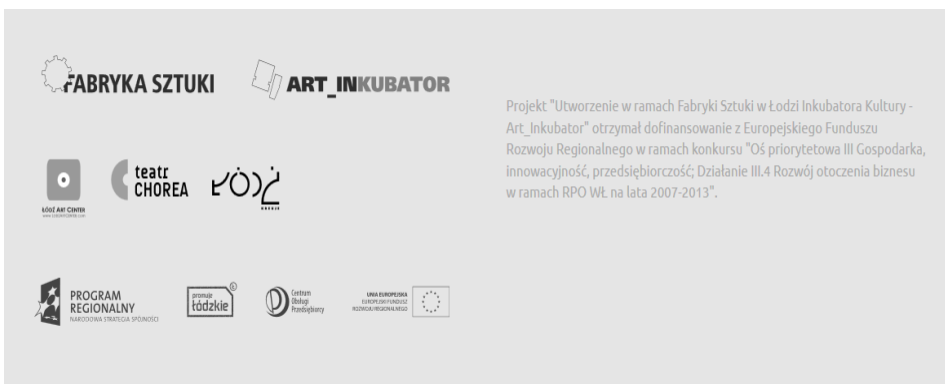 FABRYKA SZTUKI
ART_INKUBATOR
ŁÓDŹ ART CENTER
teatr
CHOREA
ŁÓDŹ
KREUJE
PROGRAM
REGIONALNY
NARODOWA STRATEGIA SPÓJNOŚCI
promuje
łódzkie
Centrum
Obsługi
Przedsiębiorcy
UNIA EUROPEJSKA
EUROPEJSKI FUNDUSZ
ROZWOJU REGIONALNEGO
Projekt "Utworzenie w ramach Fabryki Sztuki w Łodzi Inkubatora Kultury -
Art_Inkubator" otrzymał dofinansowanie z Europejskiego Funduszu
Rozwoju Regionalnego w ramach konkursu "Oś priorytetowa III Gospodarka,
innowacyjność, przedsiębiorczość; Działanie III.4 Rozwój otoczenia biznesu
w ramach RPO WŁ na lata 2007-2013".